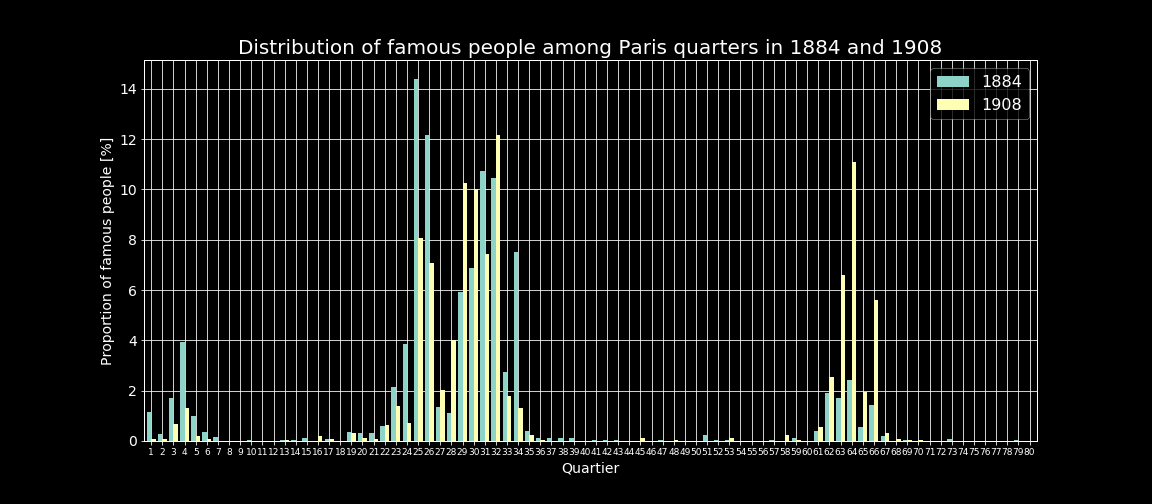 Distribution of famous people among Paris quarters in 1884 and 1908
1884
1908
14
12
10
8
6
4
2
0
Proportion of famous people [%]
1 2 3 4 5 6 7 8 9 10 11 12 13 14 15 16 17 18 19 20 21 22 23 24 25 26 27 28 29 30 31 32 33 34 35 36 37 38 39 40 41 42 43 44 45 46 47 48 49 50 51 52 53 54 55 56 57 58 59 60 61 62 63 64 65 66 67 68 69 70 71 72 73 74 75 76 77 78 79 80
Quartier